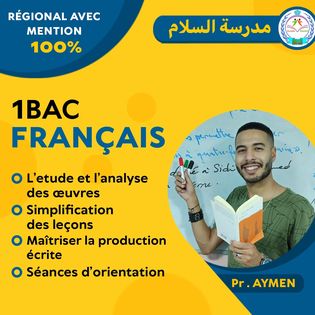 RÉGIONAL AVEC
MENTION
100%
مدرسة السلام
1BAC
FRANÇAIS
L'etude et l'analyse
des œuvres
Simplification
des leçons
Maîtriser la production
écrite
Séances d'orientation
Pr . AYMEN